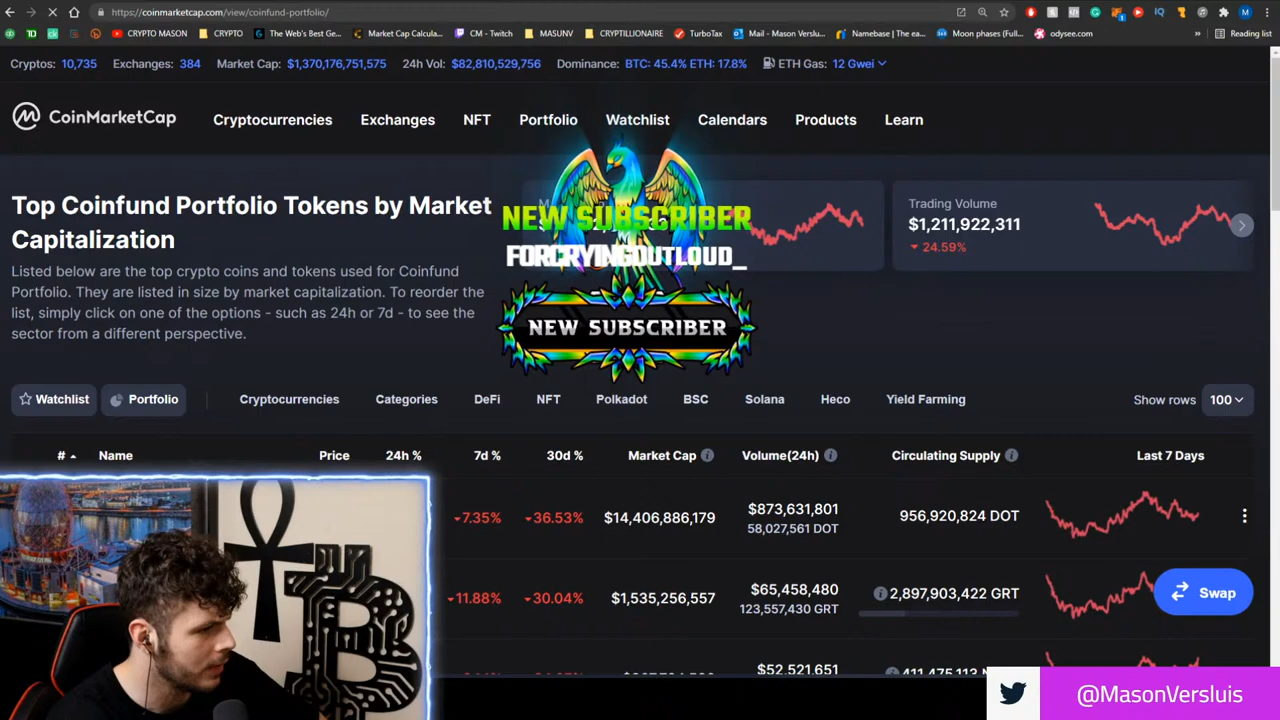 https://coinmarketcap.com/view/coinfund-portfolio/
CRYPTO MASON
CRYPTO
The Web's Best Ge...
Market Cap Calcula...
CM - Twitch
MASUNV
CRYPTILLIONAIRE
TurboTax
Mail - Mason Verslu...
Namebase | The ea...
Moon phases (Full,...
odysee.com
»
Reading list
Cryptos: 10,735 Exchanges: 384 Market Cap: $1,370,176,751,575 24h Vol: $82,810,529,756 Dominance: BTC: 45.4% ETH: 17.8% ETH Gas: 12 Gwei
CoinMarketCap
Cryptocurrencies Exchanges NFT Portfolio Watchlist Calendars Products Learn
Top Coinfund Portfolio Tokens by Market
Capitalization
Listed below are the top crypto coins and tokens used for Coinfund
Portfolio. They are listed in size by market capitalization. To reorder the
list, simply click on one of the options - such as 24h or 7d - to see the
sector from a different perspective.
NEW SUBSCRIBER
FORCRYINGOUTLOUD_
NEW SUBSCRIBER
Trading Volume
$1,211,922,311
24.59%
Watchlist Portfolio Cryptocurrencies Categories DeFi NFT Polkadot BSC Solana Heco Yield Farming Show rows 100
# Name Price 24h % 7d % 30d % Market Cap Volume(24h) Circulating Supply Last 7 Days
7.35% 36.53% $14,406,886,179 $873,631,801 956,920,824 DOT
58,027,561 DOT
11.88% 30.04% $1,535,256,557 $65,458,480 2,897,903,422 GRT
123,557,430 GRT
Swap
$52,521,651
@MasonVersluis